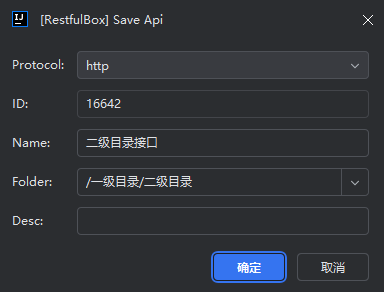 [RestfulBox] Save Api
Protocol: http
ID: 16642
Name: 二级目录接口
Folder: /一级目录/二级目录
Desc:
确定 取消